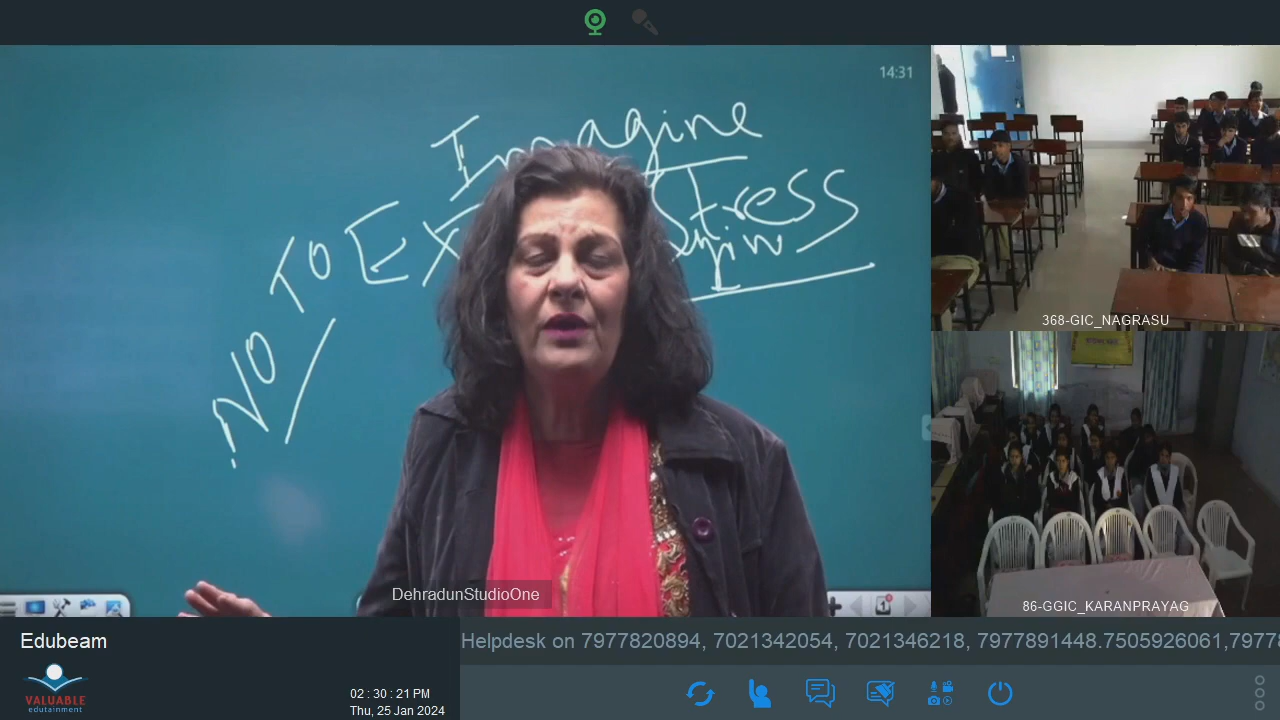 14:31
Imagine
NO TO EX Stress
DehradunStudioOne
368-GIC_NAGRASU
86-GGIC_KARANPRAYAG
Edubeam
Helpdesk on 7977820894, 7021342054, 7021346218, 7977891448.7505926061,7977
VALUABLE
edutainment
02 : 30 : 21 PM
Thu, 25 Jan 2024
1